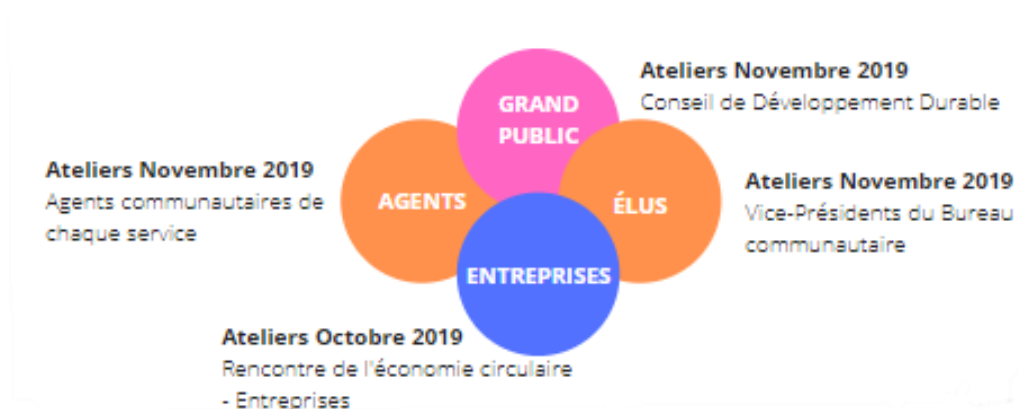 Ateliers Novembre 2019
Conseil de Développement Durable
GRAND
PUBLIC
Ateliers Novembre 2019
Agents communautaires de
chaque service
AGENTS
ÉLUS
Ateliers Novembre 2019
Vice-Présidents du Bureau
communautaire
ENTREPRISES
Ateliers Octobre 2019
Rencontre de l'économie circulaire
- Entreprises